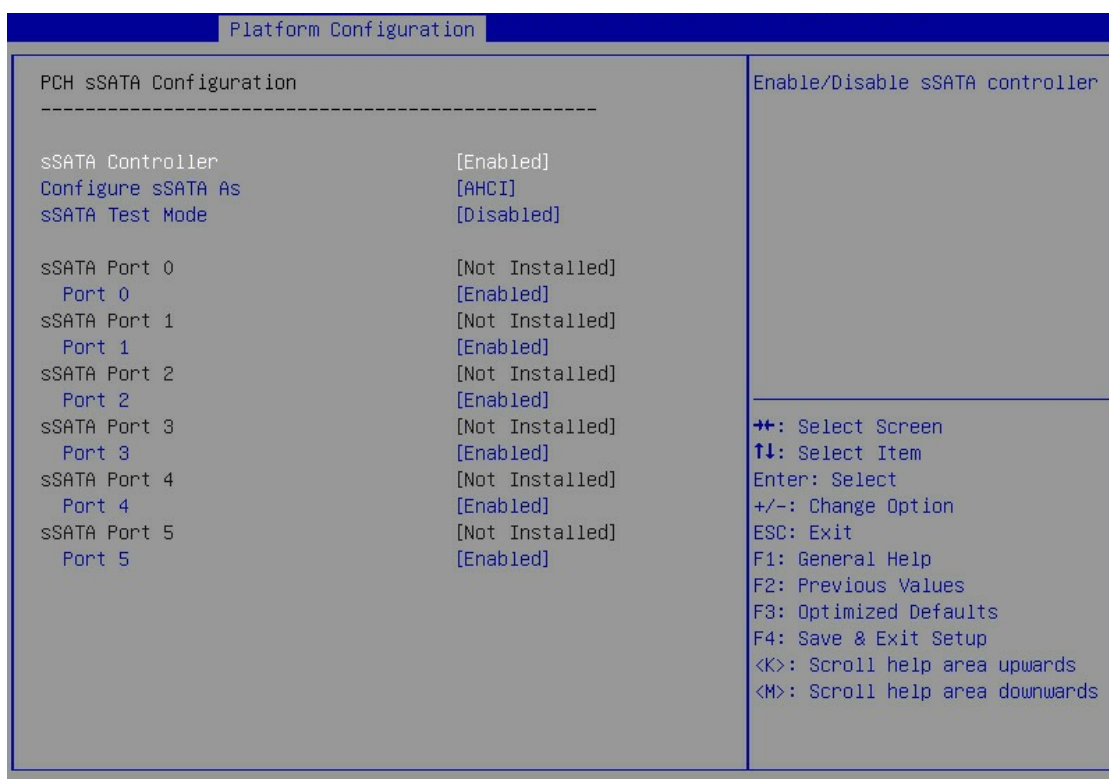 Platform Configuration
PCH sSATA Configuration
--------------------------------------------------
sSATA Controller [Enabled]
Configure sSATA As [AHCI]
sSATA Test Mode [Disabled]
sSATA Port 0 [Not Installed]
Port 0 [Enabled]
sSATA Port 1 [Not Installed]
Port 1 [Enabled]
sSATA Port 2 [Not Installed]
Port 2 [Enabled]
sSATA Port 3 [Not Installed]
Port 3 [Enabled]
sSATA Port 4 [Not Installed]
Port 4 [Enabled]
sSATA Port 5 [Not Installed]
Port 5 [Enabled]
Enable/Disable sSATA controller
→←: Select Screen
↑↓: Select Item
Enter: Select
+/-: Change Option
ESC: Exit
F1: General Help
F2: Previous Values
F3: Optimized Defaults
F4: Save & Exit Setup
<K>: Scroll help area upwards
<M>: Scroll help area downwards